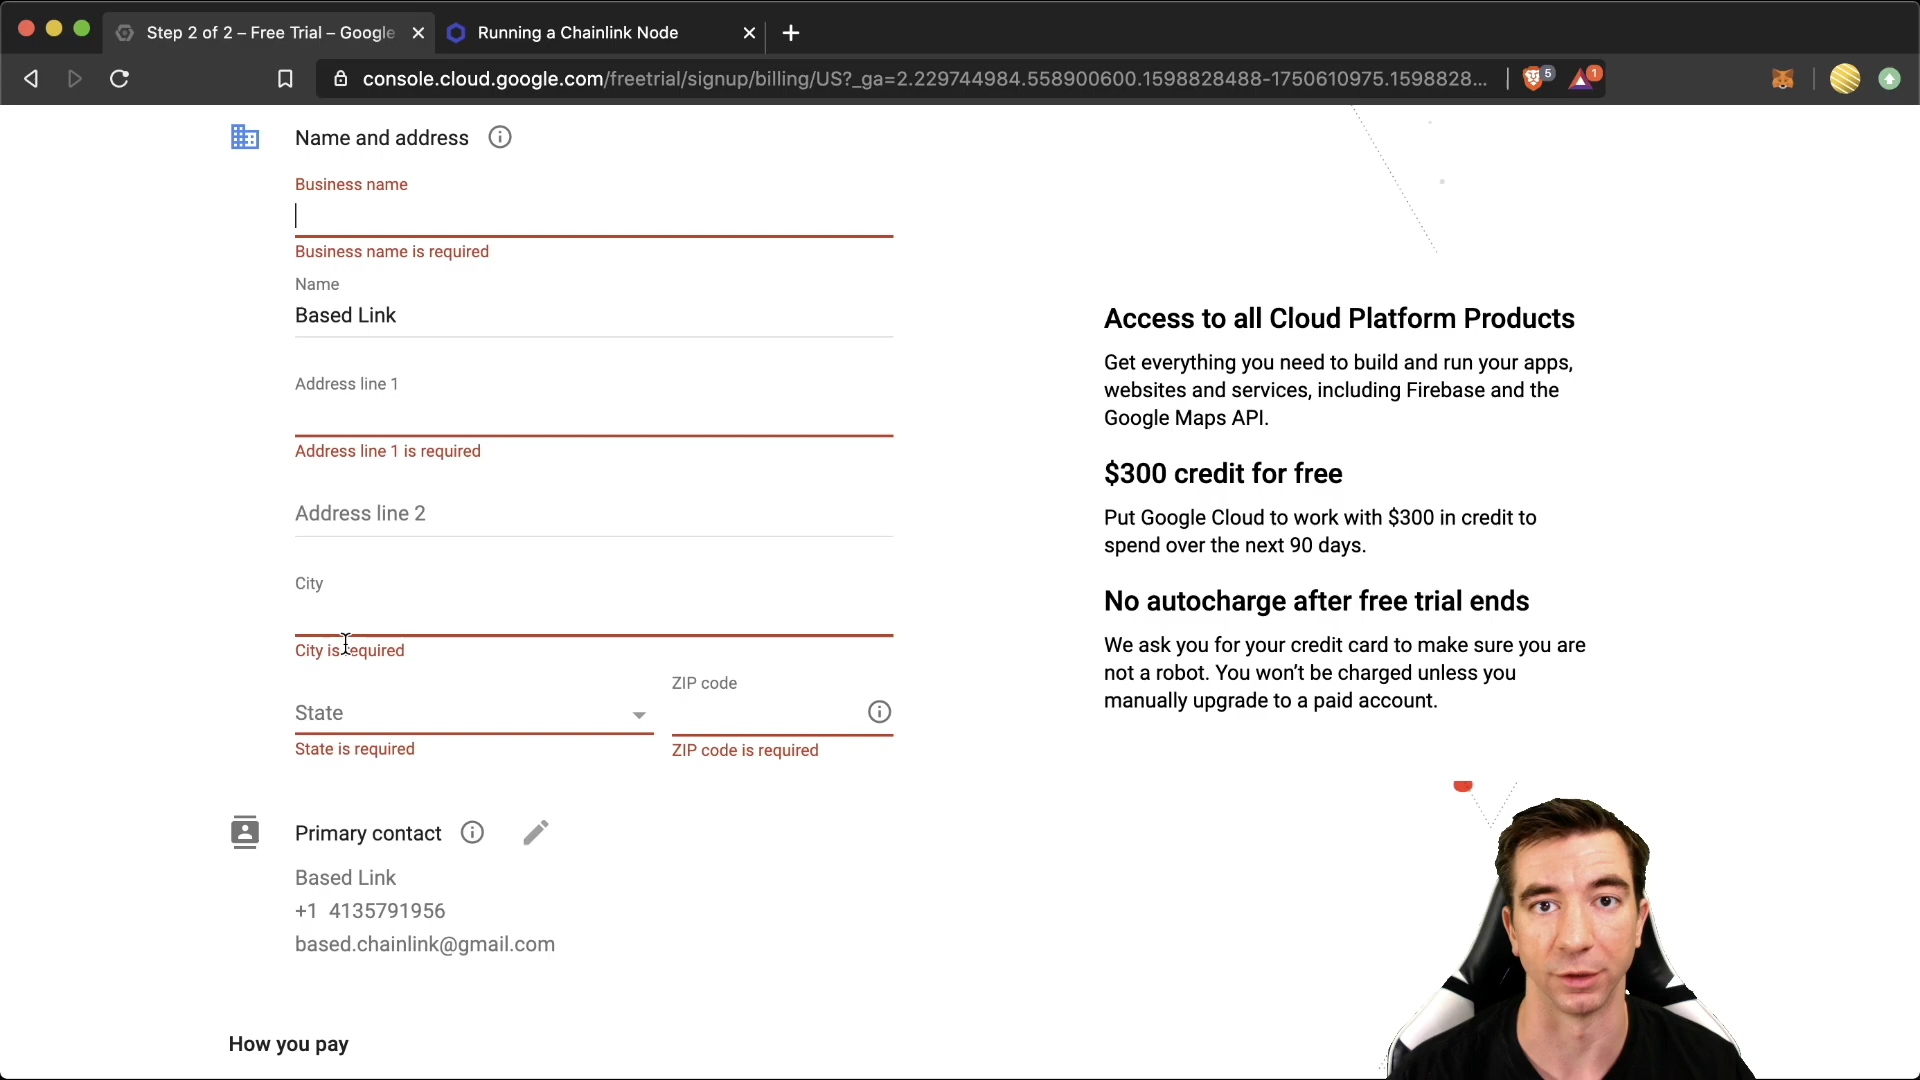 Step 2 of 2 – Free Trial – Google
Running a Chainlink Node
console.cloud.google.com/freetrial/signup/billing/US?_ga=2.229744984.558900600.1598828488-1750610975.1598828...
5
1
Name and address
Business name
Business name is required
Name
Based Link
Address line 1
Address line 1 is required
Address line 2
City
City is required
State
State is required
ZIP code
ZIP code is required
Primary contact
Based Link
+1 4135791956
based.chainlink@gmail.com
How you pay
Access to all Cloud Platform Products
Get everything you need to build and run your apps,
websites and services, including Firebase and the
Google Maps API.
$300 credit for free
Put Google Cloud to work with $300 in credit to
spend over the next 90 days.
No autocharge after free trial ends
We ask you for your credit card to make sure you are
not a robot. You won't be charged unless you
manually upgrade to a paid account.